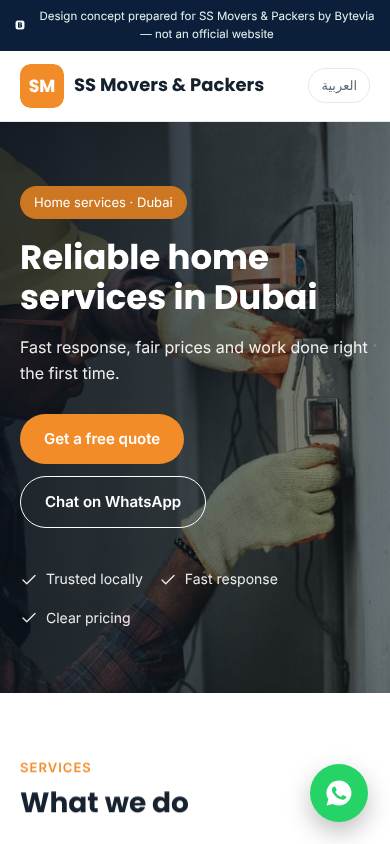 Design concept prepared for SS Movers & Packers by Bytevia
— not an official website
SM
SS Movers & Packers
العربية
Home services · Dubai
Reliable home
services in Dubai
Fast response, fair prices and work done right
the first time.
Get a free quote
Chat on WhatsApp
Trusted locally
Fast response
Clear pricing
SERVICES
What we do